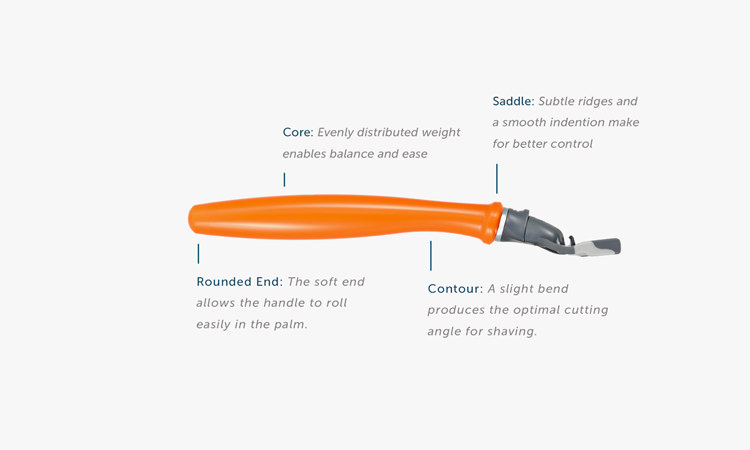 Saddle: Subtle ridges and
a smooth indention make
for better control
Core: Evenly distributed weight
enables balance and ease
Rounded End: The soft end
allows the handle to roll
easily in the palm.
Contour: A slight bend
produces the optimal cutting
angle for shaving.